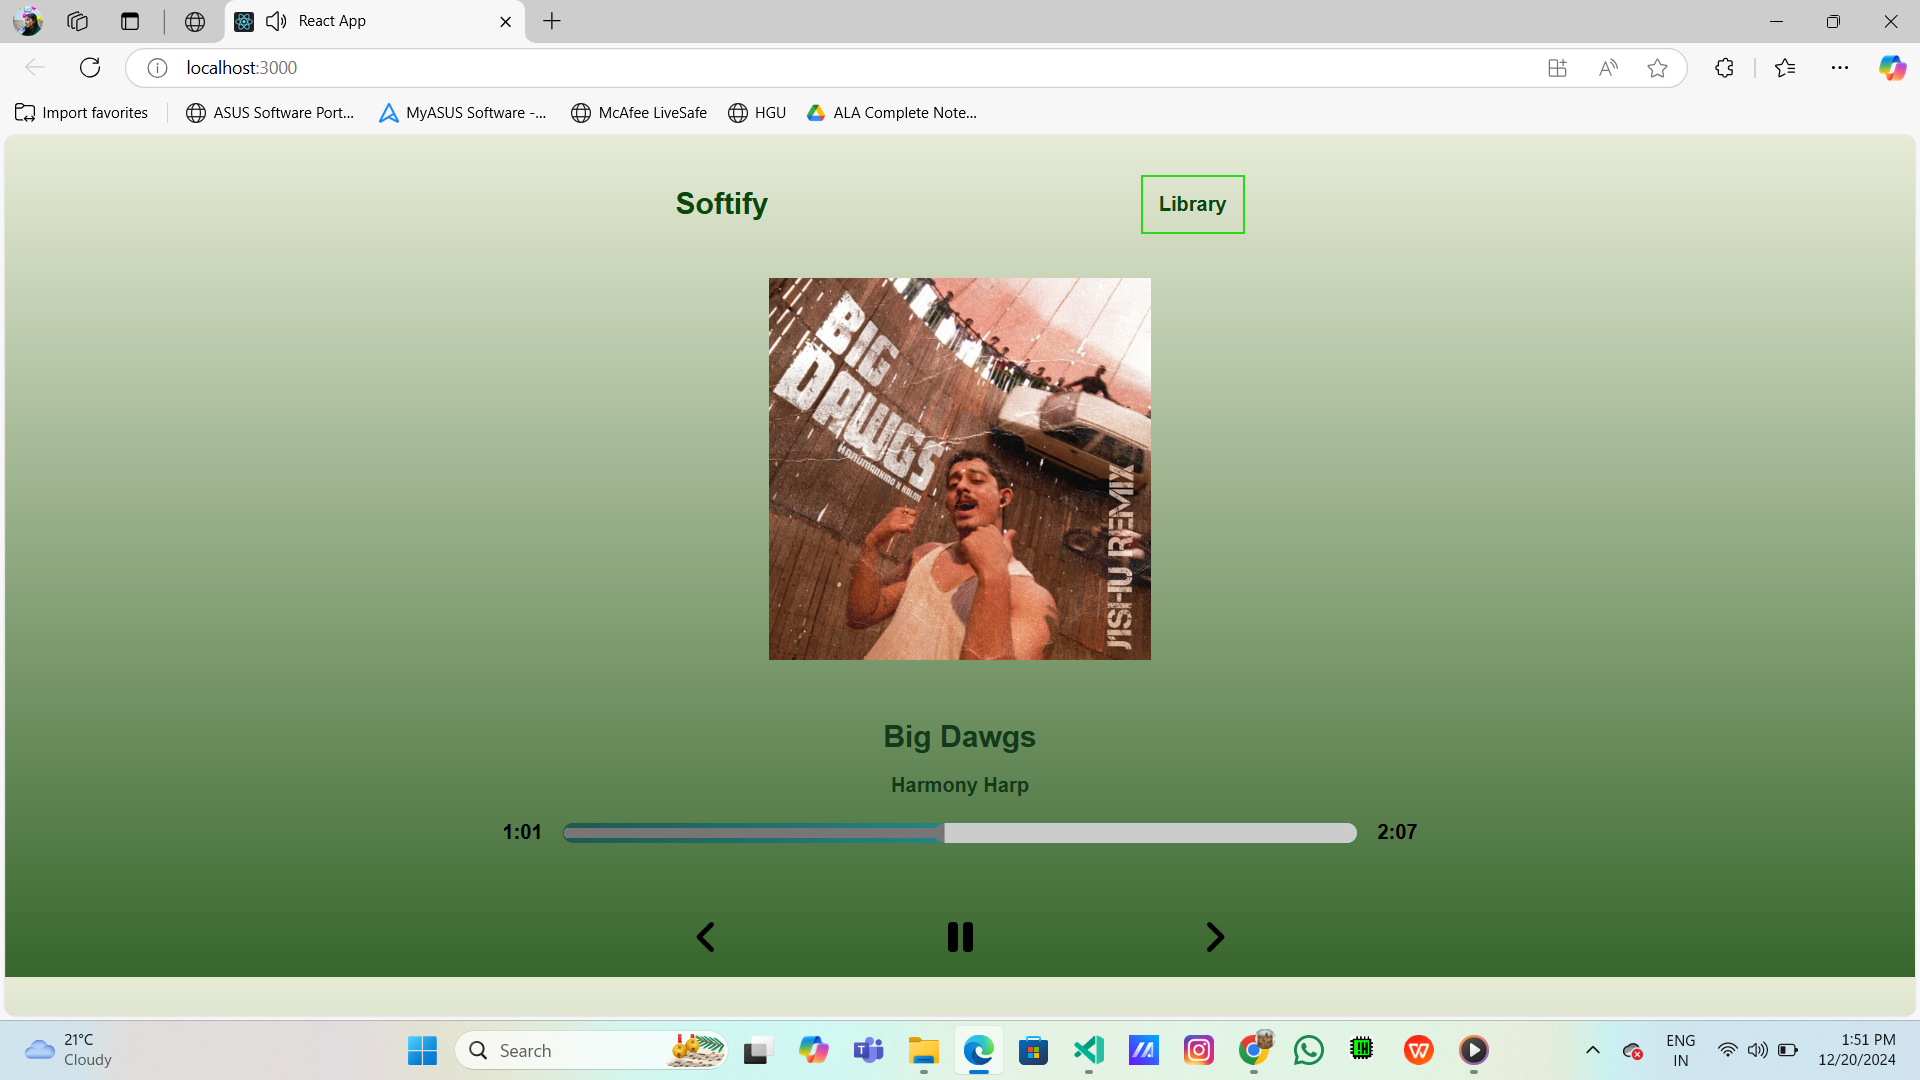 React App
localhost:3000
Import favorites
ASUS Software Port...
MyASUS Software -...
McAfee LiveSafe
HGU
ALA Complete Note...
Softify
Library
BIG
DAWGS
HANUMANKIND X KALMI
JISHU REMIX
Big Dawgs
Harmony Harp
1:01
2:07
21°C
Cloudy
Search
ENG
IN
1:51 PM
12/20/2024